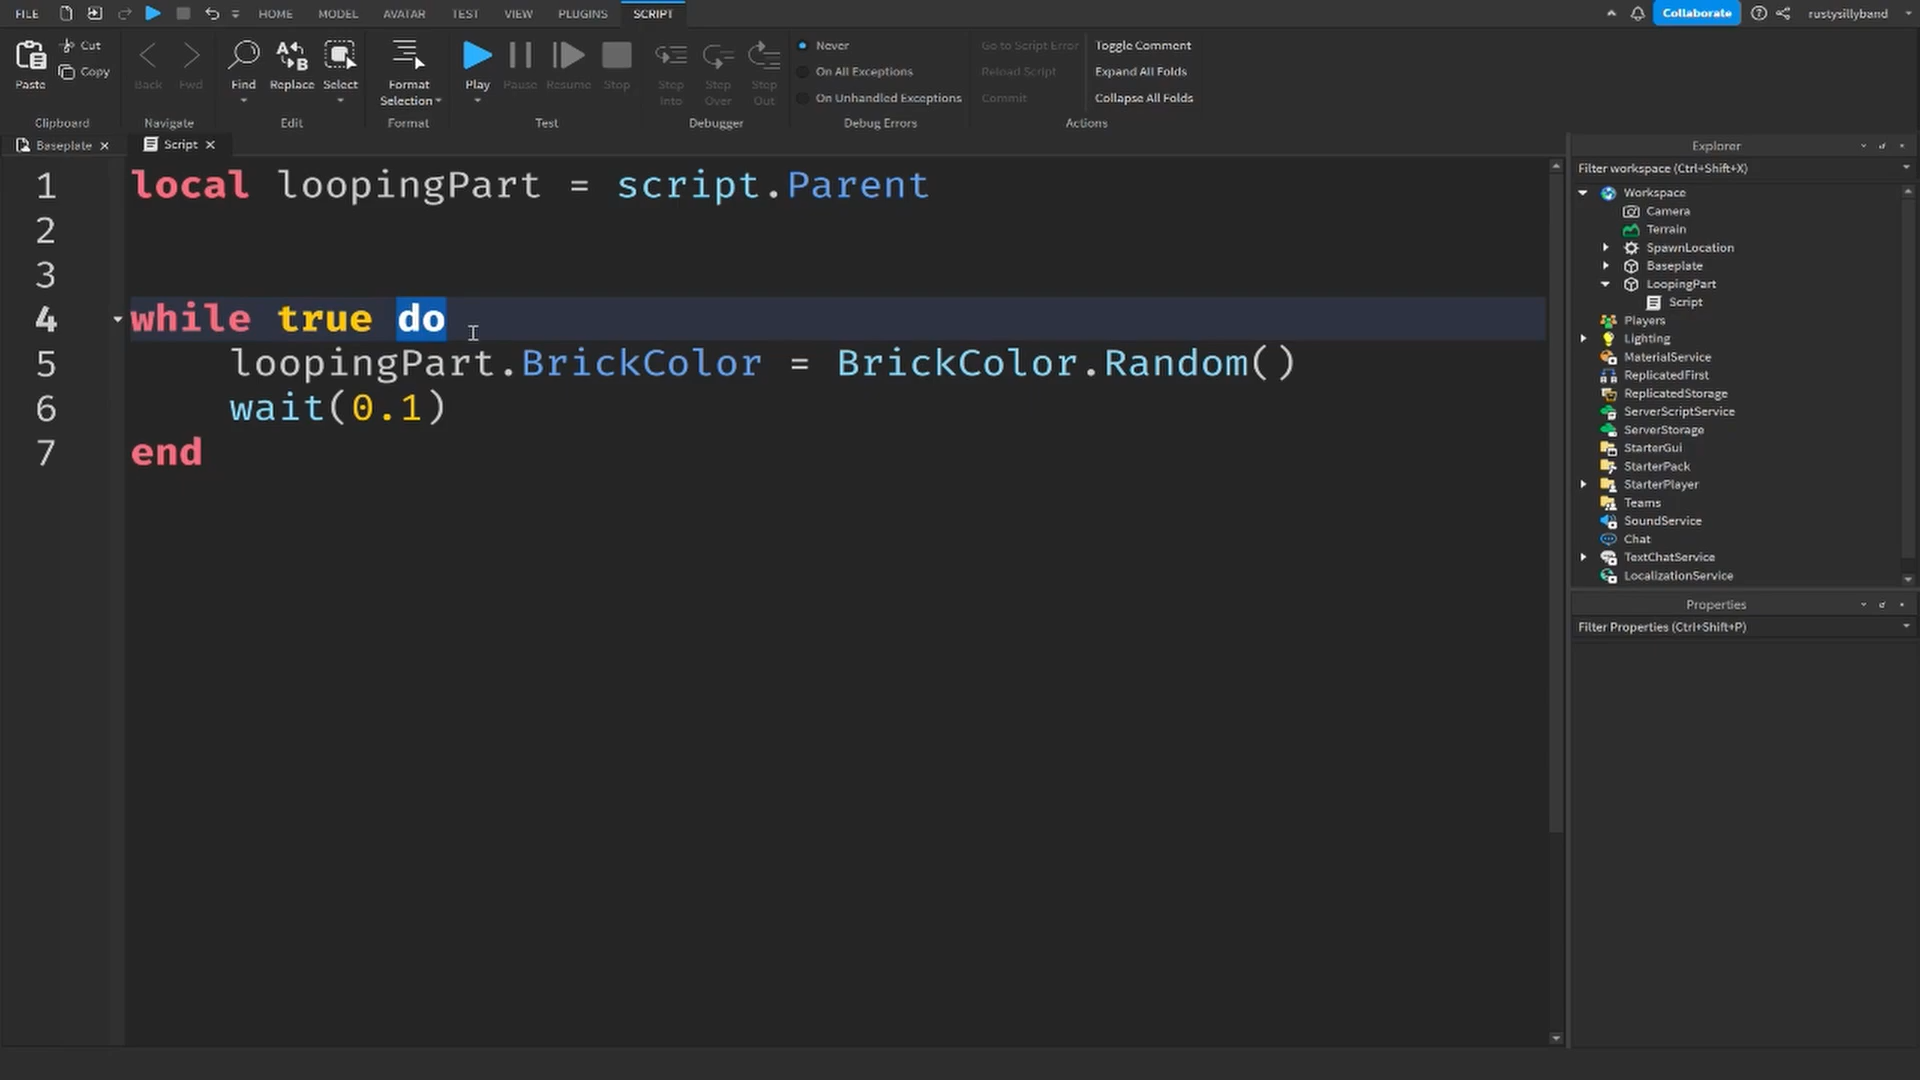 FILE HOME MODEL AVATAR TEST VIEW PLUGINS SCRIPT Collaborate rustysillyband
Paste Cut Copy
Back Fwd Find Replace Select Format Selection Play Pause Resume Stop Step Into Step Over Step Out
Never
On All Exceptions
On Unhandled Exceptions
Go to Script Error
Reload Script
Commit
Toggle Comment
Expand All Folds
Collapse All Folds
Clipboard Navigate Edit Format Test Debugger Debug Errors Actions
Baseplate Script
1 local loopingPart = script.Parent
2
3
4 while true do
5 loopingPart.BrickColor = BrickColor.Random()
6 wait(0.1)
7 end
Explorer
Filter workspace (Ctrl+Shift+X)
Workspace
Camera
Terrain
SpawnLocation
Baseplate
LoopingPart
Script
Players
Lighting
MaterialService
ReplicatedFirst
ReplicatedStorage
ServerScriptService
ServerStorage
StarterGui
StarterPack
StarterPlayer
Teams
SoundService
Chat
TextChatService
LocalizationService
Properties
Filter Properties (Ctrl+Shift+P)